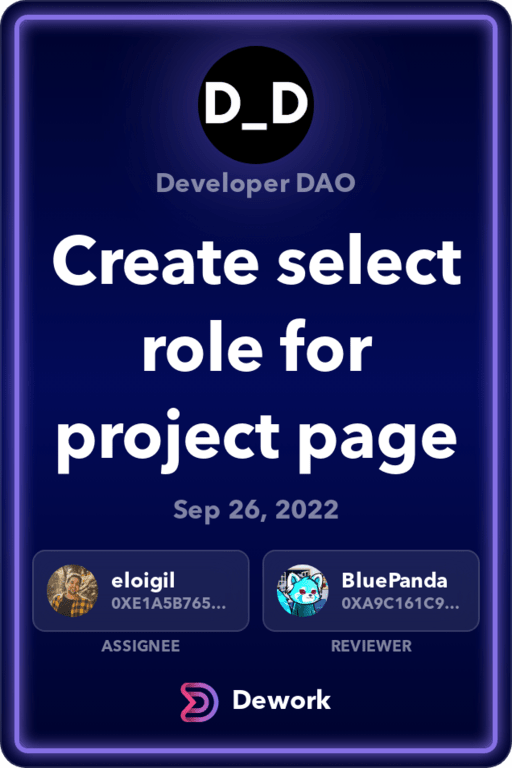 D_D
Developer DAO
Create select
role for
project page
Sep 26, 2022
eloigil
0XE1A5B765...
BluePanda
0XA9C161C9...
ASSIGNEE
REVIEWER
Dework